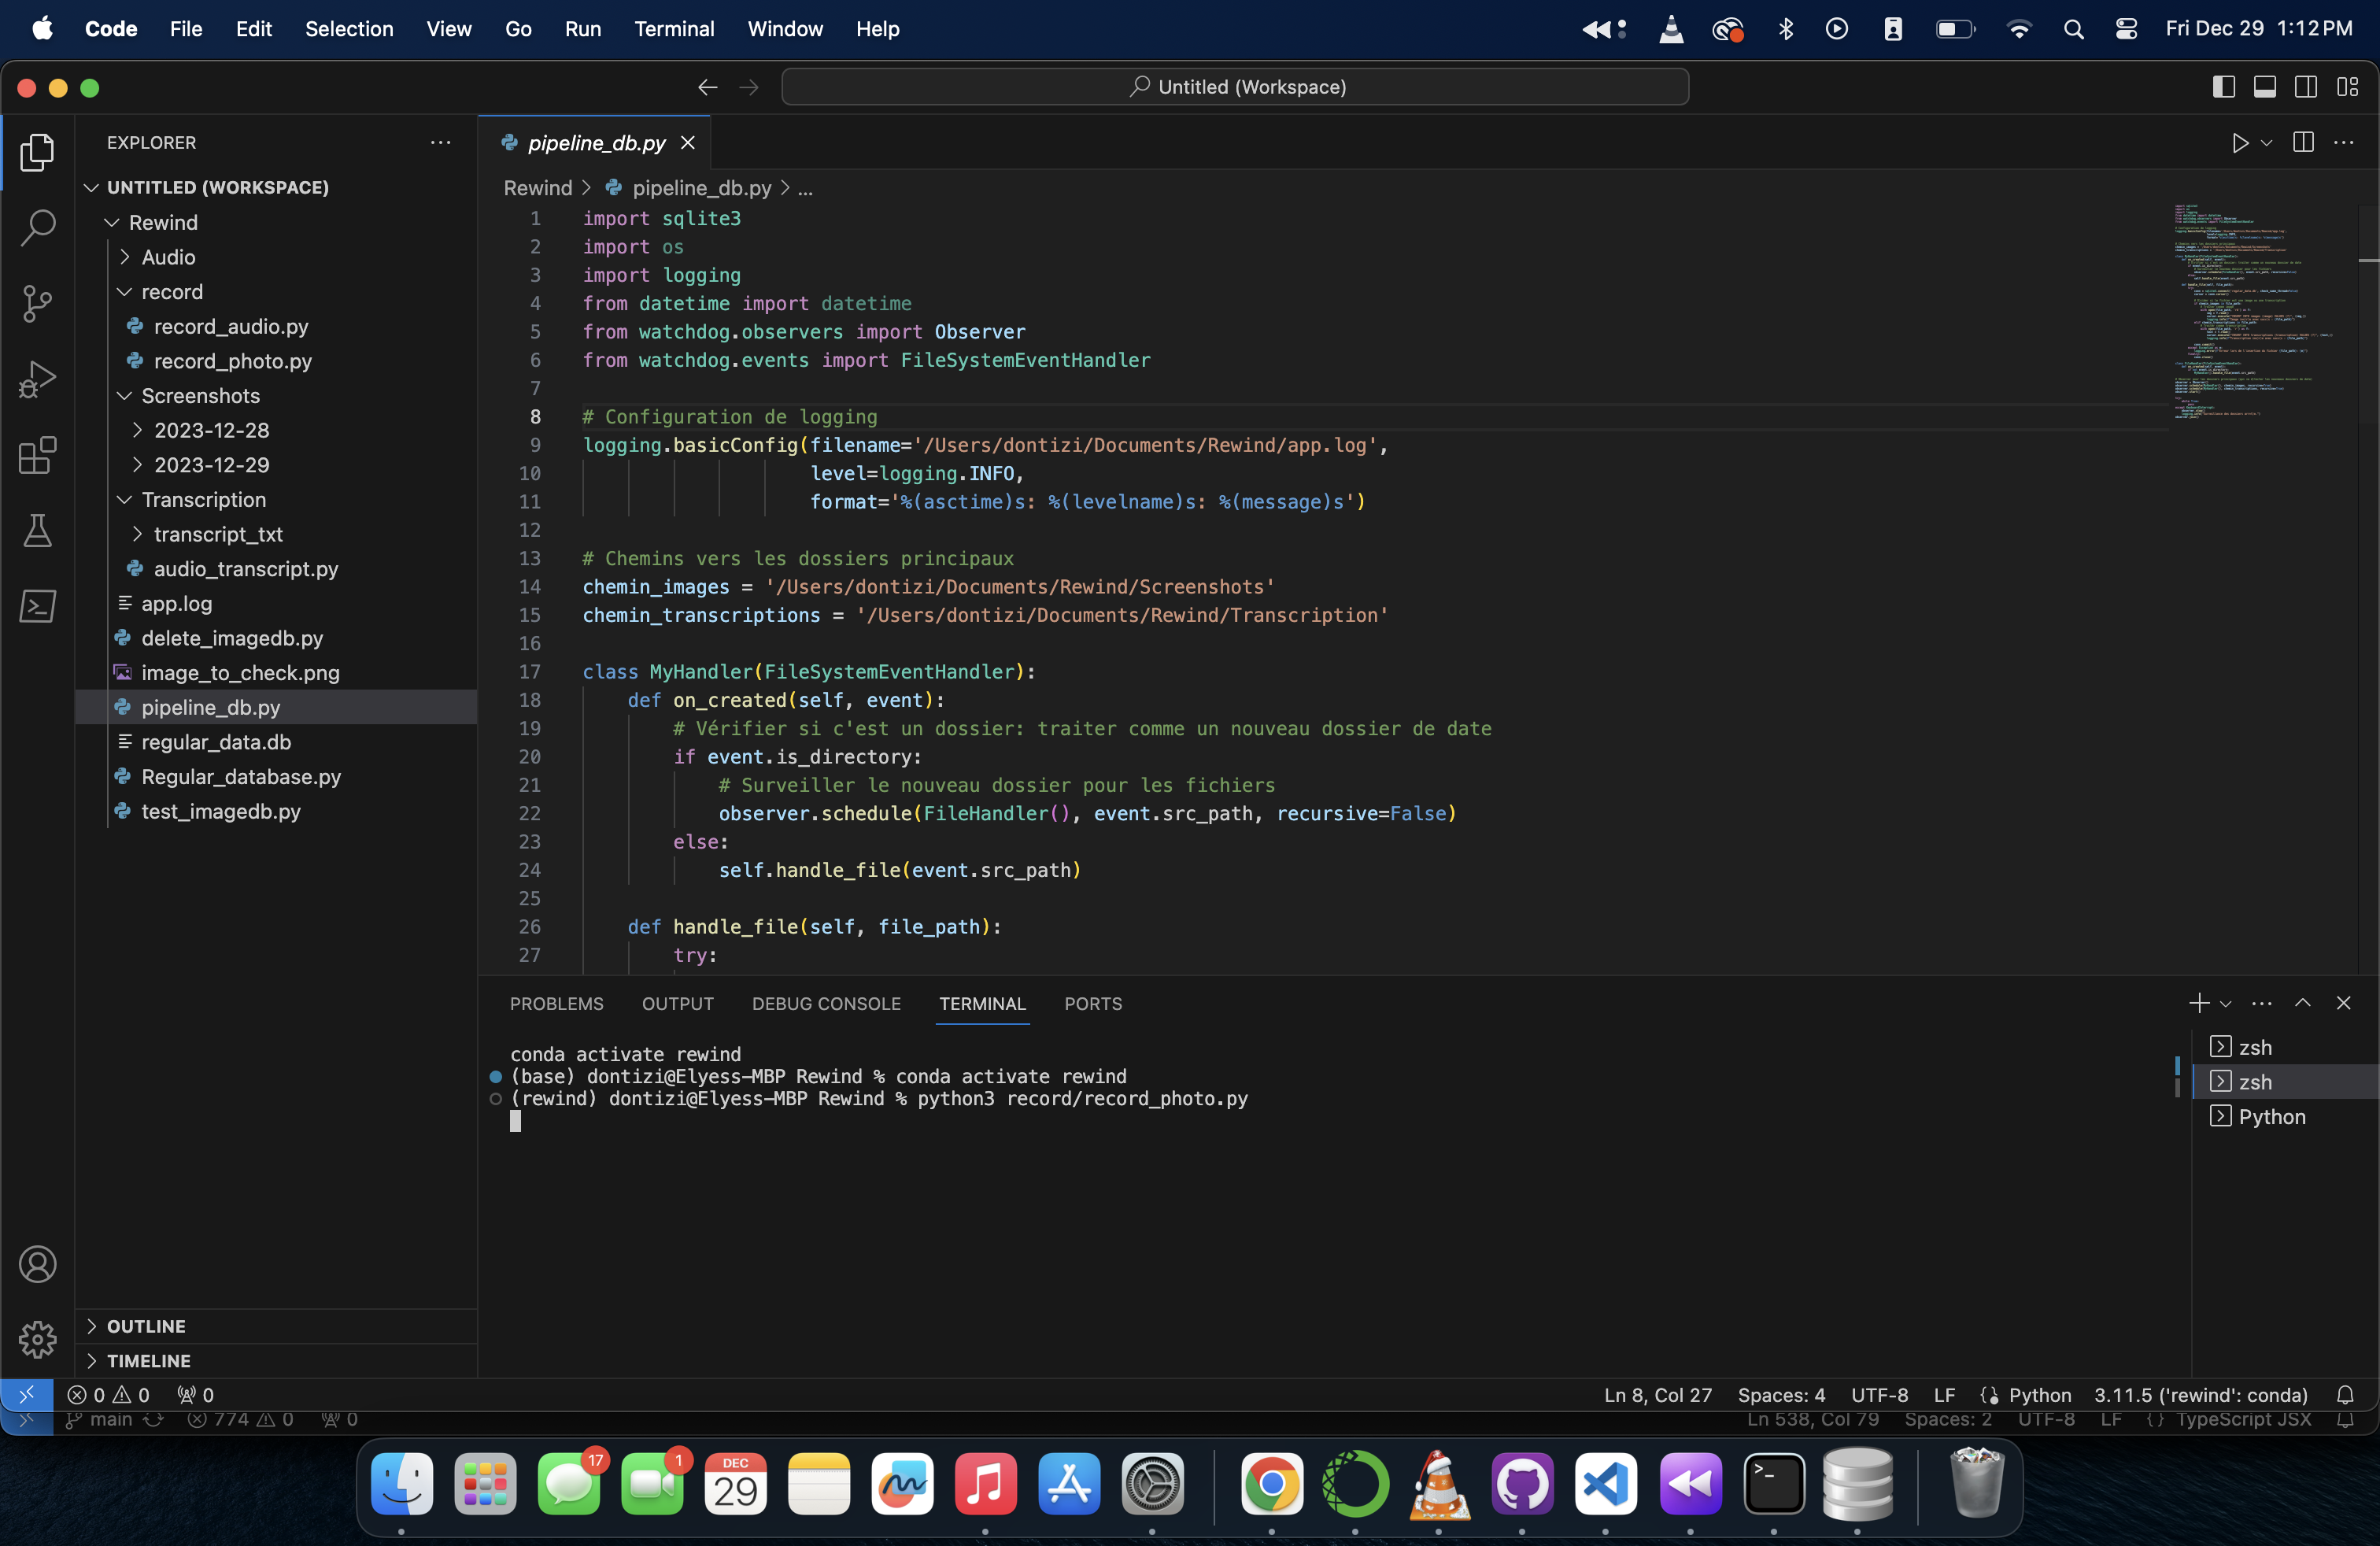 Code File Edit Selection View Go Run Terminal Window Help Fri Dec 29 1:12 PM
Untitled (Workspace)
EXPLORER
UNTITLED (WORKSPACE)
Rewind
Audio
record
record_audio.py
record_photo.py
Screenshots
2023-12-28
2023-12-29
Transcription
transcript_txt
audio_transcript.py
app.log
delete_imagedb.py
image_to_check.png
pipeline_db.py
regular_data.db
Regular_database.py
test_imagedb.py
OUTLINE
TIMELINE
pipeline_db.py
Rewind > pipeline_db.py > ...
1 import sqlite3
2 import os
3 import logging
4 from datetime import datetime
5 from watchdog.observers import Observer
6 from watchdog.events import FileSystemEventHandler
7
8 # Configuration de logging
9 logging.basicConfig(filename='/Users/dontizi/Documents/Rewind/app.log',
10 level=logging.INFO,
11 format='%(asctime)s: %(levelname)s: %(message)s')
12
13 # Chemins vers les dossiers principaux
14 chemin_images = '/Users/dontizi/Documents/Rewind/Screenshots'
15 chemin_transcriptions = '/Users/dontizi/Documents/Rewind/Transcription'
16
17 class MyHandler(FileSystemEventHandler):
18 def on_created(self, event):
19 # Vérifier si c'est un dossier: traiter comme un nouveau dossier de date
20 if event.is_directory:
21 # Surveiller le nouveau dossier pour les fichiers
22 observer.schedule(FileHandler(), event.src_path, recursive=False)
23 else:
24 self.handle_file(event.src_path)
25
26 def handle_file(self, file_path):
27 try:
PROBLEMS OUTPUT DEBUG CONSOLE TERMINAL PORTS
conda activate rewind
(base) dontizi@Elyess-MBP Rewind % conda activate rewind
(rewind) dontizi@Elyess-MBP Rewind % python3 record/record_photo.py
zsh
zsh
Python
0 0 0 Ln 8, Col 27 Spaces: 4 UTF-8 LF Python 3.11.5 ('rewind': conda)
main 774 0 0 Ln 538, Col 79 Spaces: 2 UTF-8 LF {} TypeScript JSX
17
1
DEC
29